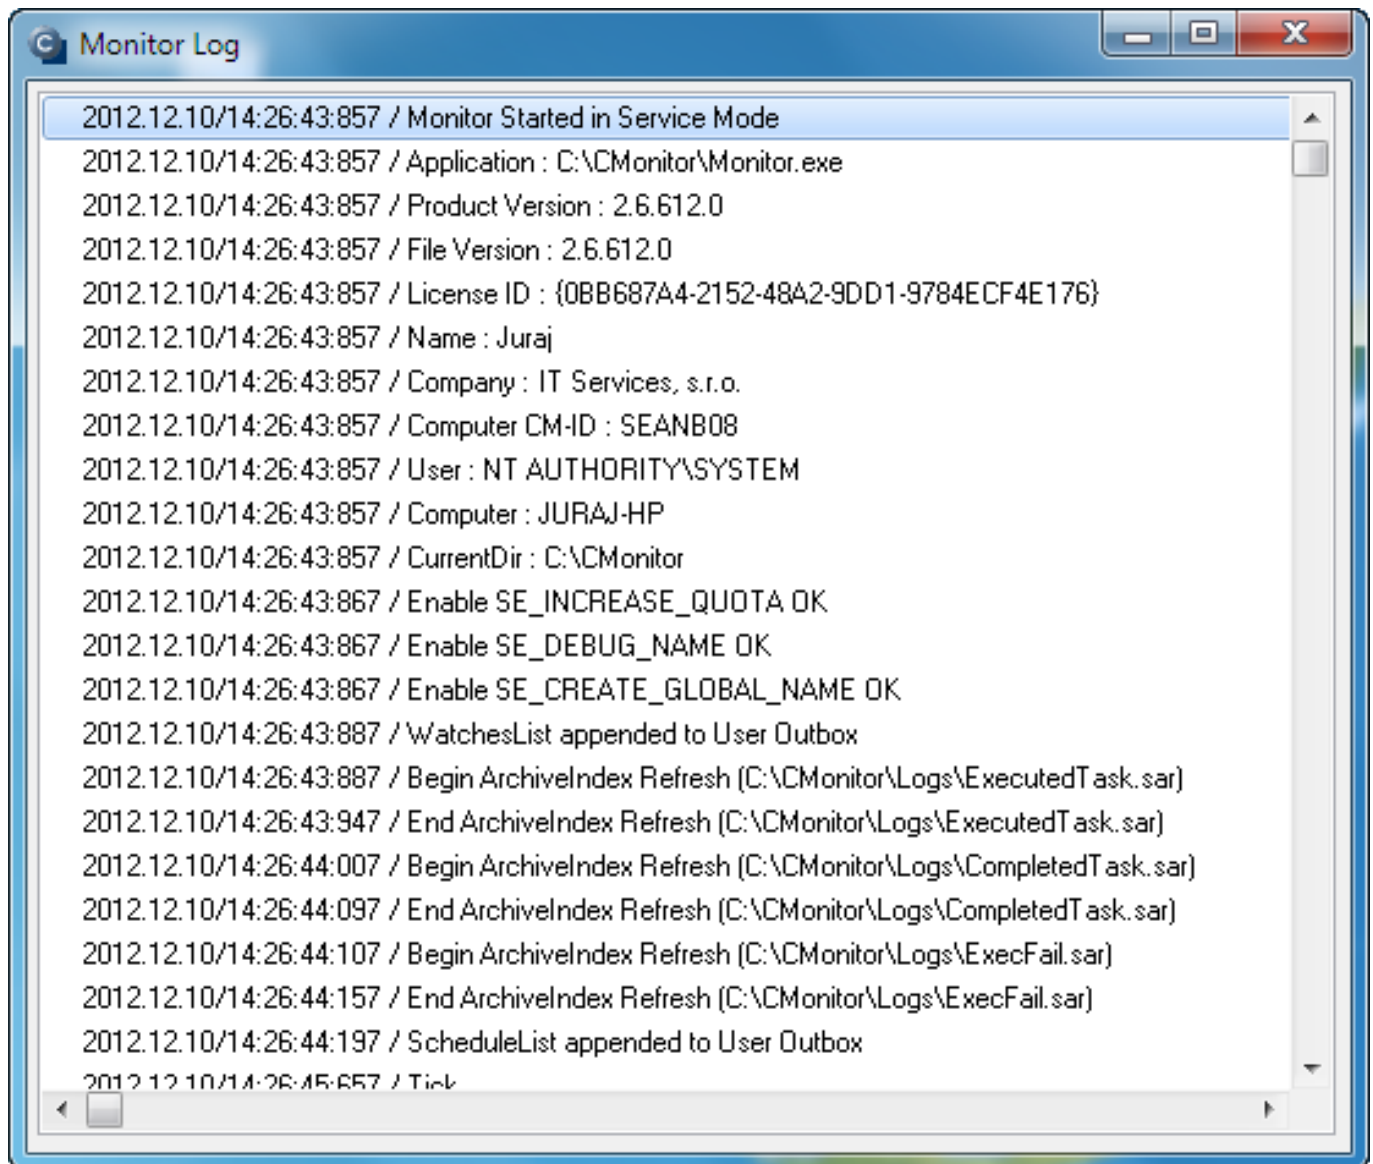 Monitor Log
2012.12.10/14:26:43:857 / Monitor Started in Service Mode
2012.12.10/14:26:43:857 / Application : C:\CMonitor\Monitor.exe
2012.12.10/14:26:43:857 / Product Version : 2.6.612.0
2012.12.10/14:26:43:857 / File Version : 2.6.612.0
2012.12.10/14:26:43:857 / License ID : {0BB687A4-2152-48A2-9DD1-9784ECF4E176}
2012.12.10/14:26:43:857 / Name : Juraj
2012.12.10/14:26:43:857 / Company : IT Services, s.r.o.
2012.12.10/14:26:43:857 / Computer CM-ID : SEANB08
2012.12.10/14:26:43:857 / User : NT AUTHORITY\SYSTEM
2012.12.10/14:26:43:857 / Computer : JURAJ-HP
2012.12.10/14:26:43:857 / CurrentDir : C:\CMonitor
2012.12.10/14:26:43:867 / Enable SE_INCREASE_QUOTA OK
2012.12.10/14:26:43:867 / Enable SE_DEBUG_NAME OK
2012.12.10/14:26:43:867 / Enable SE_CREATE_GLOBAL_NAME OK
2012.12.10/14:26:43:887 / WatchesList appended to User Outbox
2012.12.10/14:26:43:887 / Begin ArchiveIndex Refresh (C:\CMonitor\Logs\ExecutedTask.sar)
2012.12.10/14:26:43:947 / End ArchiveIndex Refresh (C:\CMonitor\Logs\ExecutedTask.sar)
2012.12.10/14:26:44:007 / Begin ArchiveIndex Refresh (C:\CMonitor\Logs\CompletedTask.sar)
2012.12.10/14:26:44:097 / End ArchiveIndex Refresh (C:\CMonitor\Logs\CompletedTask.sar)
2012.12.10/14:26:44:107 / Begin ArchiveIndex Refresh (C:\CMonitor\Logs\ExecFail.sar)
2012.12.10/14:26:44:157 / End ArchiveIndex Refresh (C:\CMonitor\Logs\ExecFail.sar)
2012.12.10/14:26:44:197 / ScheduleList appended to User Outbox
2012.12.10/14:26:45:657 / Tick